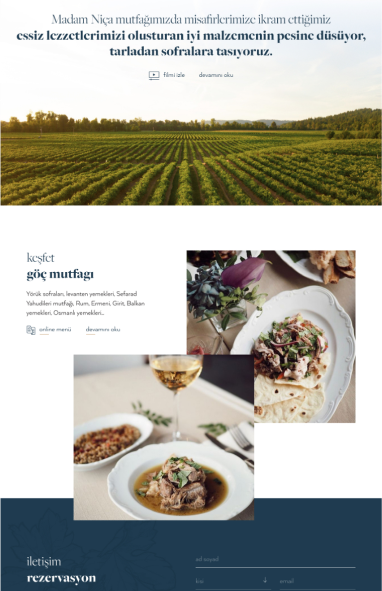 Madam Niça mutfağımızda misafirlerimize ikram ettiğimiz
eşsiz lezzetlerimizi oluşturan iyi malzemenin peşine düşüyor,
tarladan sofralara taşıyoruz.
filmi izle
devamını oku
keşfet
göç mutfağı
Yörük sofraları, levanten yemekleri, Sefarad
Yahudileri mutfağı, Rum, Ermeni, Girit, Balkan
yemekleri, Osmanlı yemekleri..
online menü
devamını oku
iletişim
rezervasyon
ad soyad
kişi
email